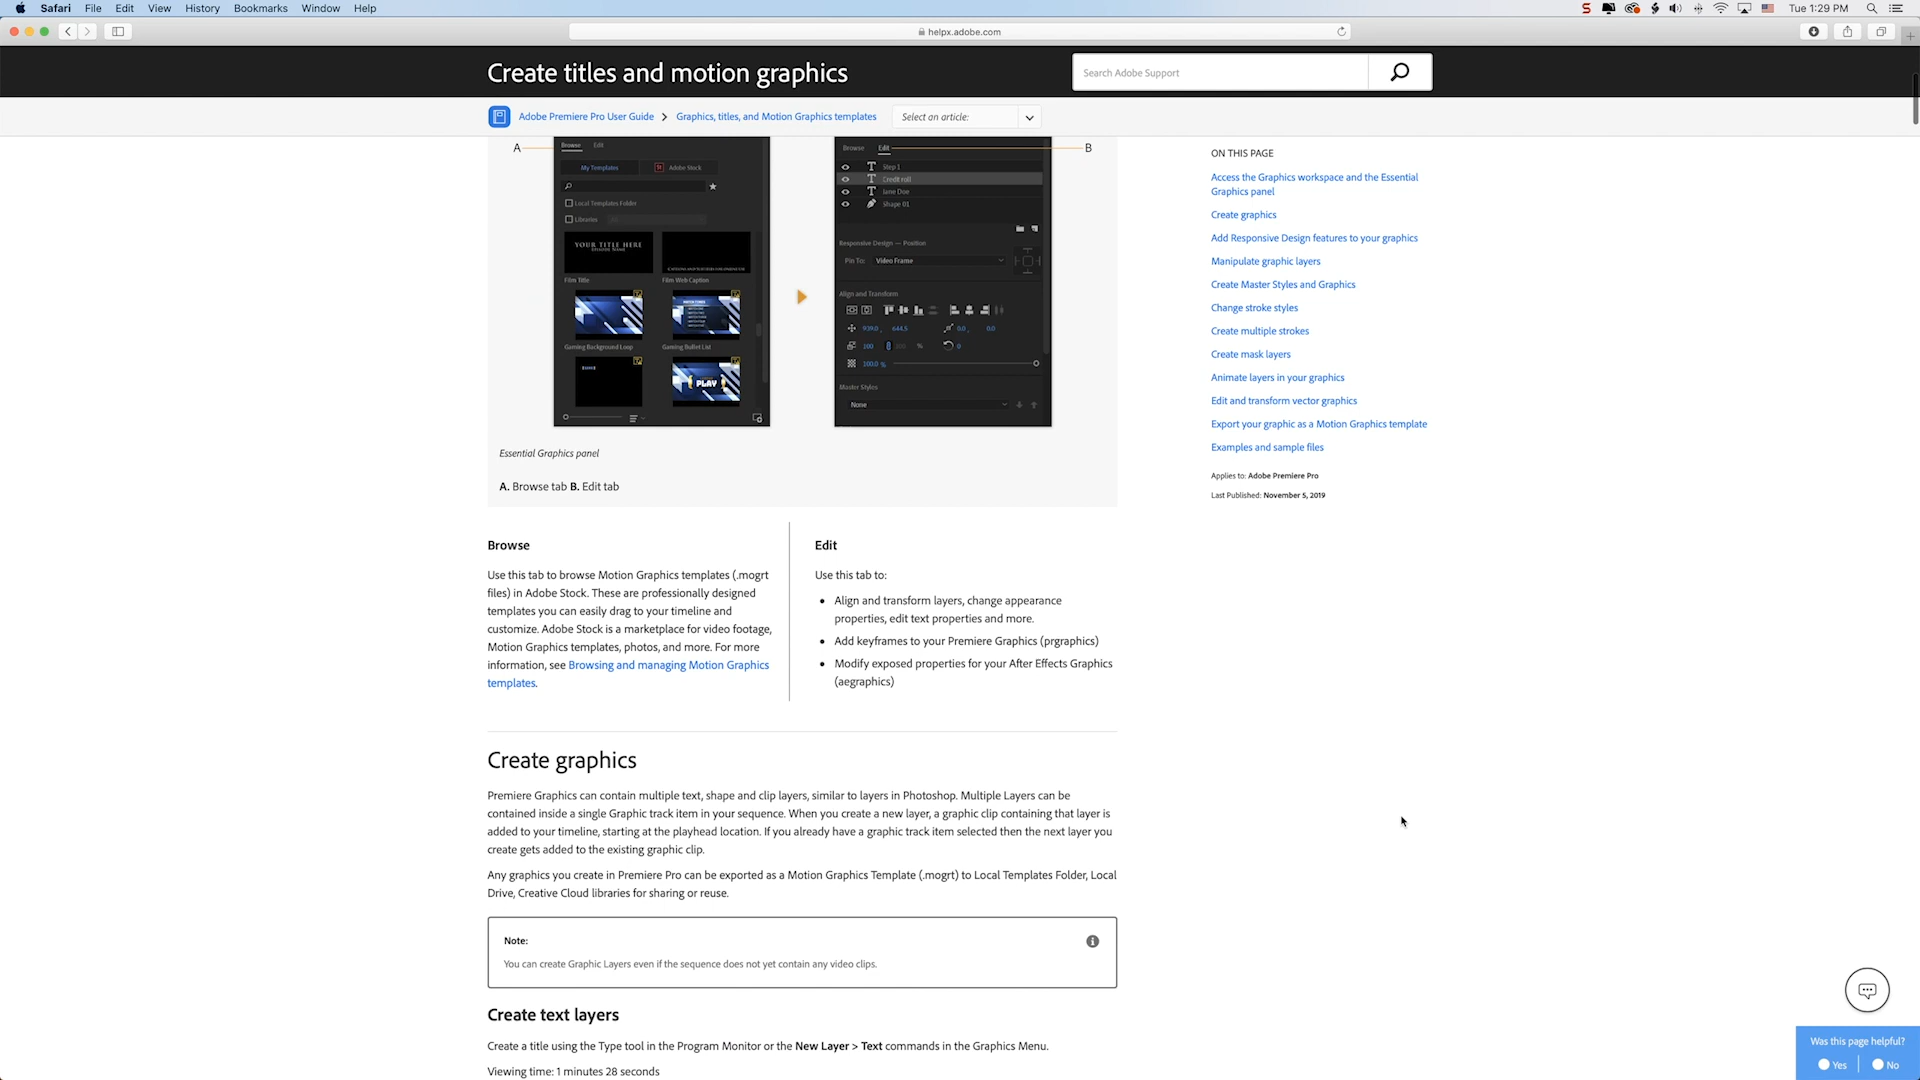 Safari File Edit View History Bookmarks Window Help Tue 1:29 PM
helpx.adobe.com
Create titles and motion graphics
Search Adobe Support
Adobe Premiere Pro User Guide > Graphics, titles, and Motion Graphics templates Select an article:
A
Browse Edit
My Templates Adobe Stock
Local Templates Folder
Libraries
YOUR TITLE HERE
Film Title Film Web Caption
Gaming Background Loop Gaming Bullet List
PLAY
Browse Edit
B
Step 1
Credit roll
Jane Doe
Shape 01
Responsive Design — Position
Pin To: Video Frame
Align and Transform
939.0 , 644.5 0.0 , 0.0
100 % 0
100.0 %
Master Styles
None
Essential Graphics panel
A. Browse tab B. Edit tab
ON THIS PAGE
Access the Graphics workspace and the Essential
Graphics panel
Create graphics
Add Responsive Design features to your graphics
Manipulate graphic layers
Create Master Styles and Graphics
Change stroke styles
Create multiple strokes
Create mask layers
Animate layers in your graphics
Edit and transform vector graphics
Export your graphic as a Motion Graphics template
Examples and sample files
Applies to: Adobe Premiere Pro
Last Published: November 5, 2019
Browse
Use this tab to browse Motion Graphics templates (.mogrt
files) in Adobe Stock. These are professionally designed
templates you can easily drag to your timeline and
customize. Adobe Stock is a marketplace for video footage,
Motion Graphics templates, photos, and more. For more
information, see Browsing and managing Motion Graphics
templates.
Edit
Use this tab to:
• Align and transform layers, change appearance
properties, edit text properties and more.
• Add keyframes to your Premiere Graphics (prgraphics)
• Modify exposed properties for your After Effects Graphics
(aegraphics)
Create graphics
Premiere Graphics can contain multiple text, shape and clip layers, similar to layers in Photoshop. Multiple Layers can be
contained inside a single Graphic track item in your sequence. When you create a new layer, a graphic clip containing that layer is
added to your timeline, starting at the playhead location. If you already have a graphic track item selected then the next layer you
create gets added to the existing graphic clip.
Any graphics you create in Premiere Pro can be exported as a Motion Graphics Template (.mogrt) to Local Templates Folder, Local
Drive, Creative Cloud libraries for sharing or reuse.
Note:
You can create Graphic Layers even if the sequence does not yet contain any video clips.
Create text layers
Create a title using the Type tool in the Program Monitor or the New Layer > Text commands in the Graphics Menu.
Viewing time: 1 minutes 28 seconds
Was this page helpful?
Yes No